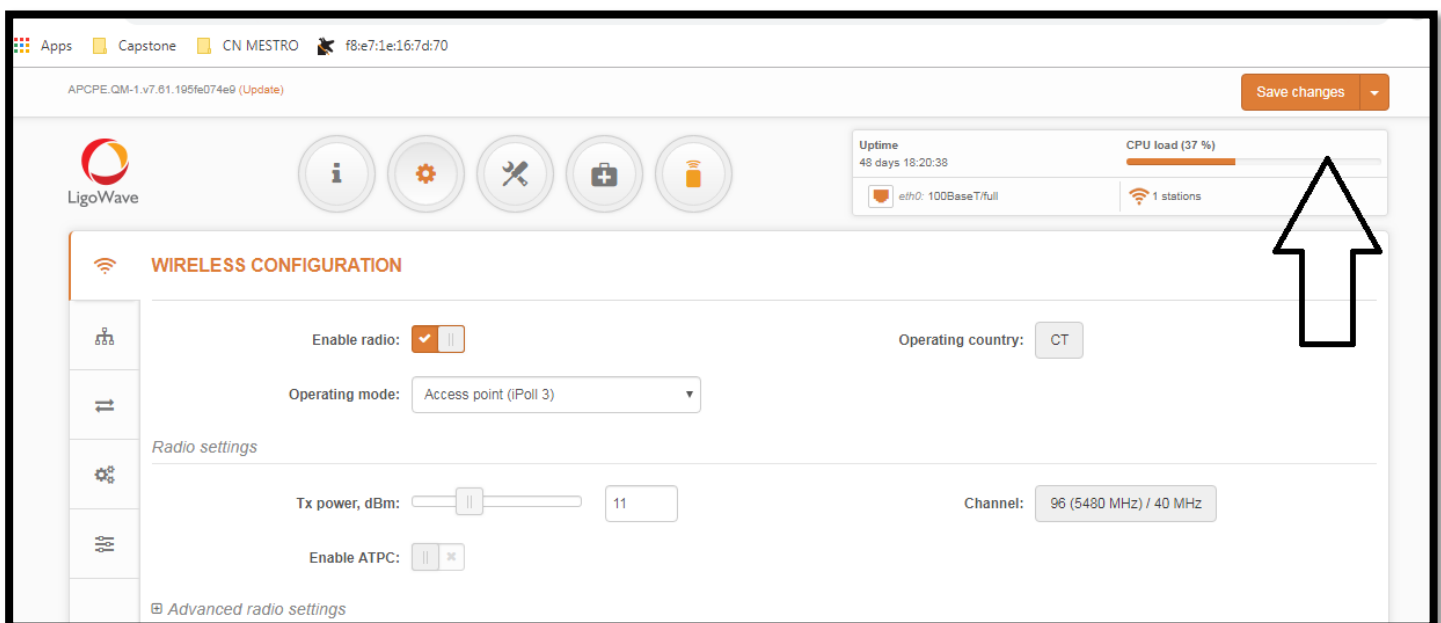 Apps Capstone CN MESTRO f8:e7:1e:16:7d:70
APCPE.QM-1.v7.61.195fe074e9 (Update) Save changes
LigoWave
Uptime CPU load (37 %)
48 days 18:20:38
eth0: 100BaseT/full 1 stations
WIRELESS CONFIGURATION
Enable radio: Operating country: CT
Operating mode: Access point (iPoll 3)
Radio settings
Tx power, dBm: 11 Channel: 96 (5480 MHz) / 40 MHz
Enable ATPC:
Advanced radio settings